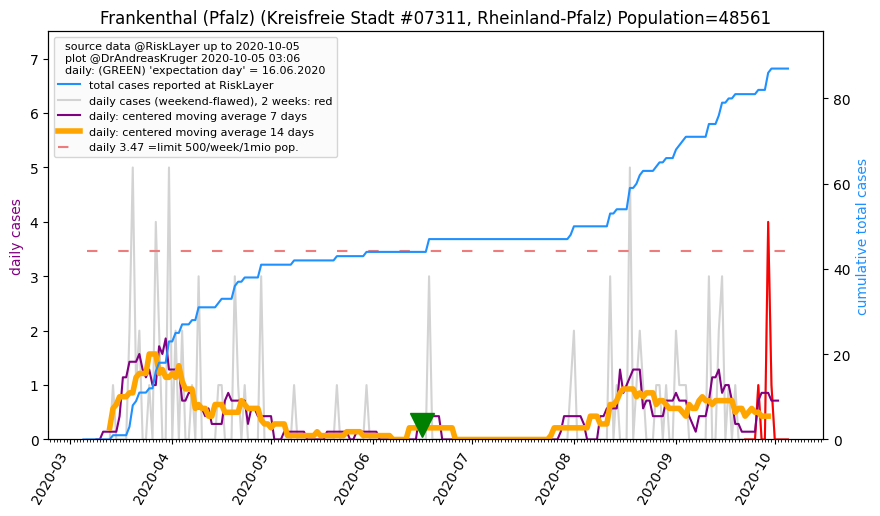 Frankenthal (Pfalz) (Kreisfreie Stadt #07311, Rheinland-Pfalz) Population=48561
source data @RiskLayer up to 2020-10-05
plot @DrAndreasKruger 2020-10-05 03:06
daily: (GREEN) 'expectation day' = 16.06.2020
total cases reported at RiskLayer
daily cases (weekend-flawed), 2 weeks: red
daily: centered moving average 7 days
daily: centered moving average 14 days
daily 3.47 =limit 500/week/1mio pop.
daily cases
7
6
5
4
3
2
1
0
cumulative total cases
80
60
40
20
0
2020-03
2020-04
2020-05
2020-06
2020-07
2020-08
2020-09
2020-10